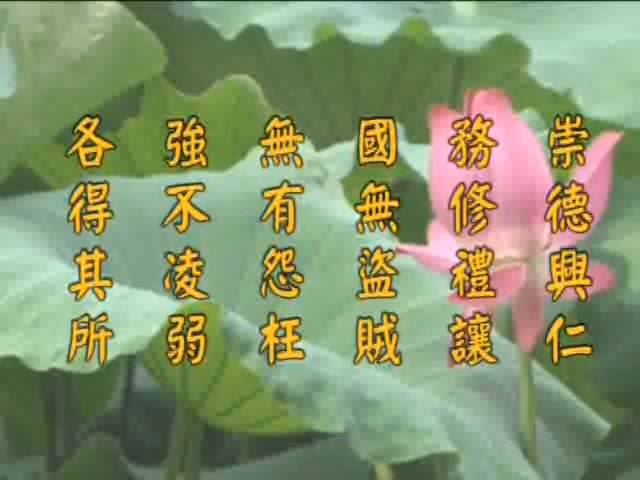 崇德興仁
務修禮讓
國無盜賊
無有怨枉
強不凌弱
各得其所